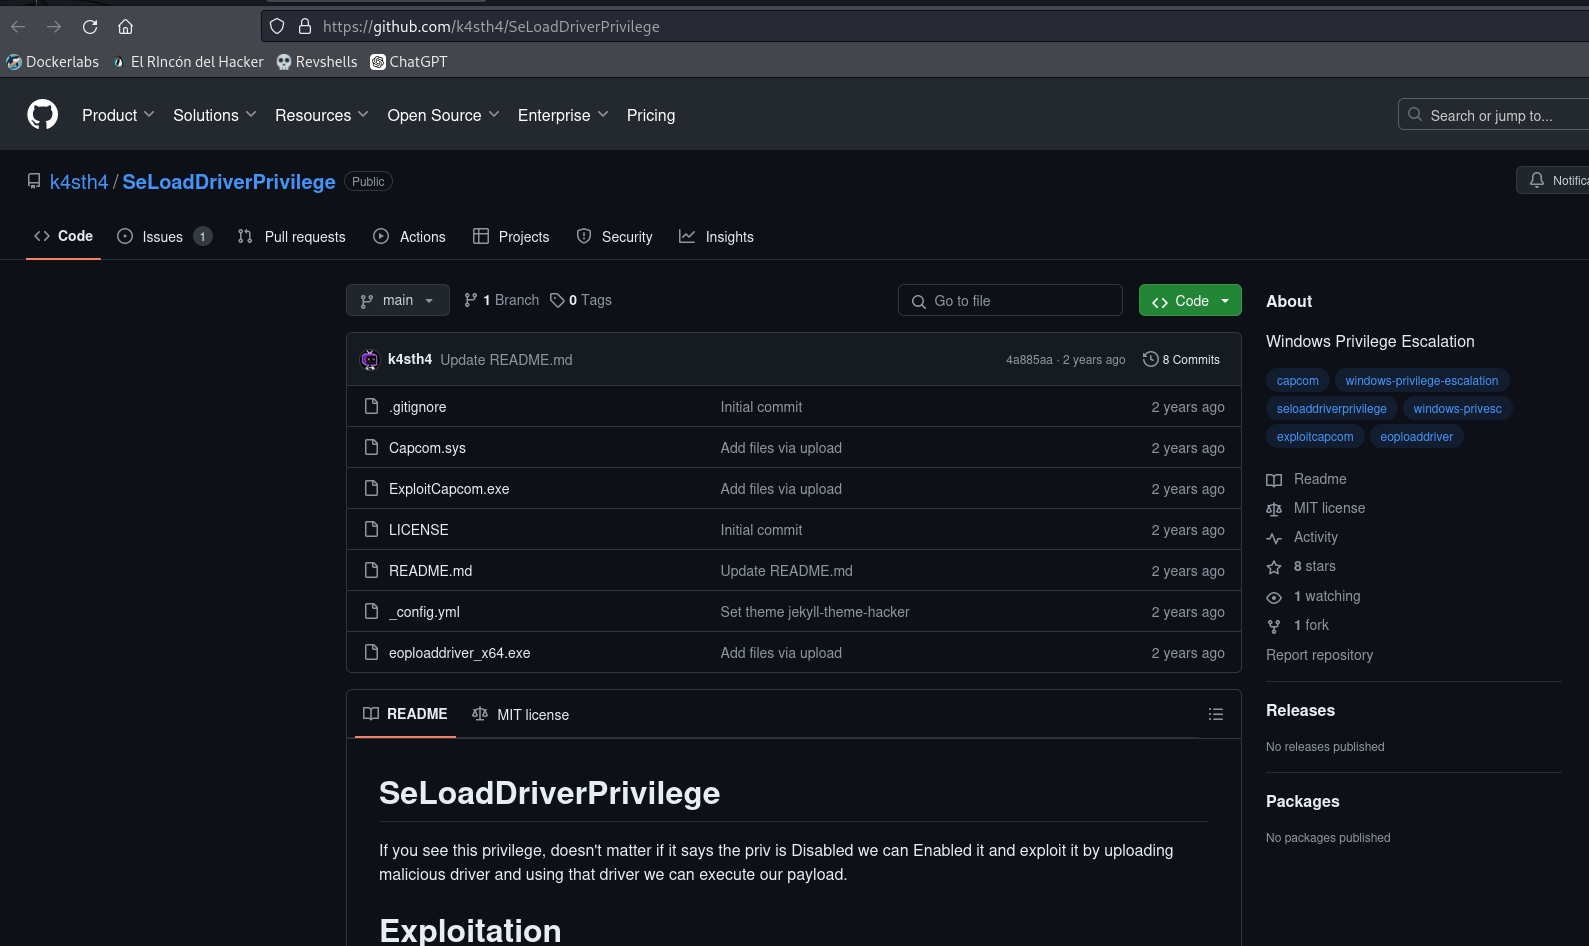 https://github.com/k4sth4/SeLoadDriverPrivilege
Dockerlabs El RIncón del Hacker Revshells ChatGPT
Product Solutions Resources Open Source Enterprise Pricing Search or jump to...
k4sth4 / SeLoadDriverPrivilege Public
Code Issues 1 Pull requests Actions Projects Security Insights
main 1 Branch 0 Tags Go to file Code
k4sth4 Update README.md 4a885aa · 2 years ago 8 Commits
.gitignore Initial commit 2 years ago
Capcom.sys Add files via upload 2 years ago
ExploitCapcom.exe Add files via upload 2 years ago
LICENSE Initial commit 2 years ago
README.md Update README.md 2 years ago
_config.yml Set theme jekyll-theme-hacker 2 years ago
eoploaddriver_x64.exe Add files via upload 2 years ago
README MIT license
SeLoadDriverPrivilege
If you see this privilege, doesn't matter if it says the priv is Disabled we can Enabled it and exploit it by uploading
malicious driver and using that driver we can execute our payload.
Exploitation
About
Windows Privilege Escalation
capcom windows-privilege-escalation
seloaddriverprivilege windows-privesc
exploitcapcom eoploaddriver
Readme
MIT license
Activity
8 stars
1 watching
1 fork
Report repository
Releases
No releases published
Packages
No packages published